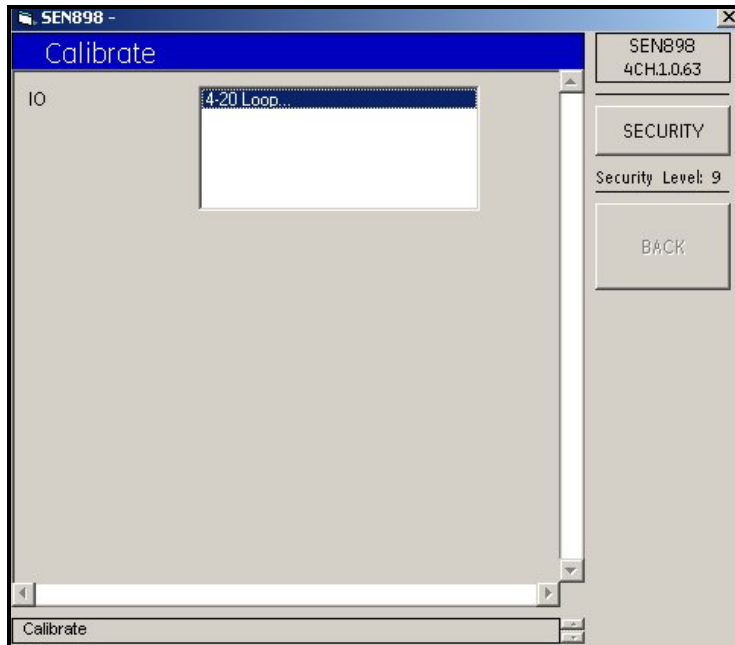 SEN898 -
Calibrate
SEN898
4CH.1.0.63
IO
4-20 Loop...
SECURITY
Security Level: 9
BACK
Calibrate